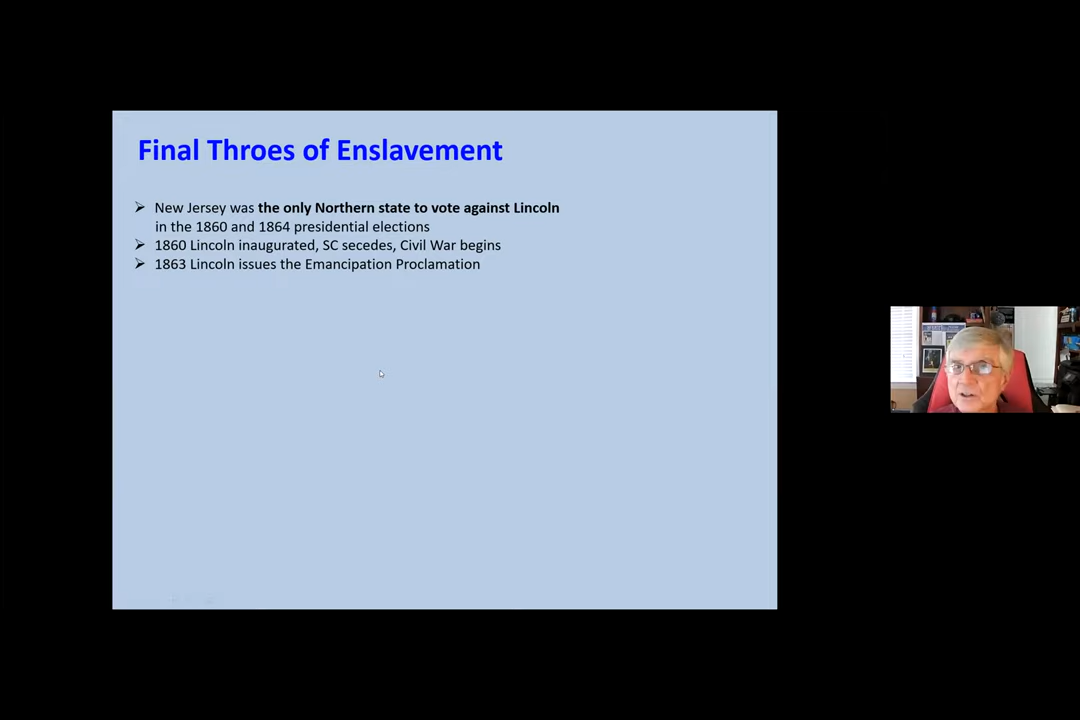 Final Throes of Enslavement
➢ New Jersey was the only Northern state to vote against Lincoln
in the 1860 and 1864 presidential elections
➢ 1860 Lincoln inaugurated, SC secedes, Civil War begins
➢ 1863 Lincoln issues the Emancipation Proclamation